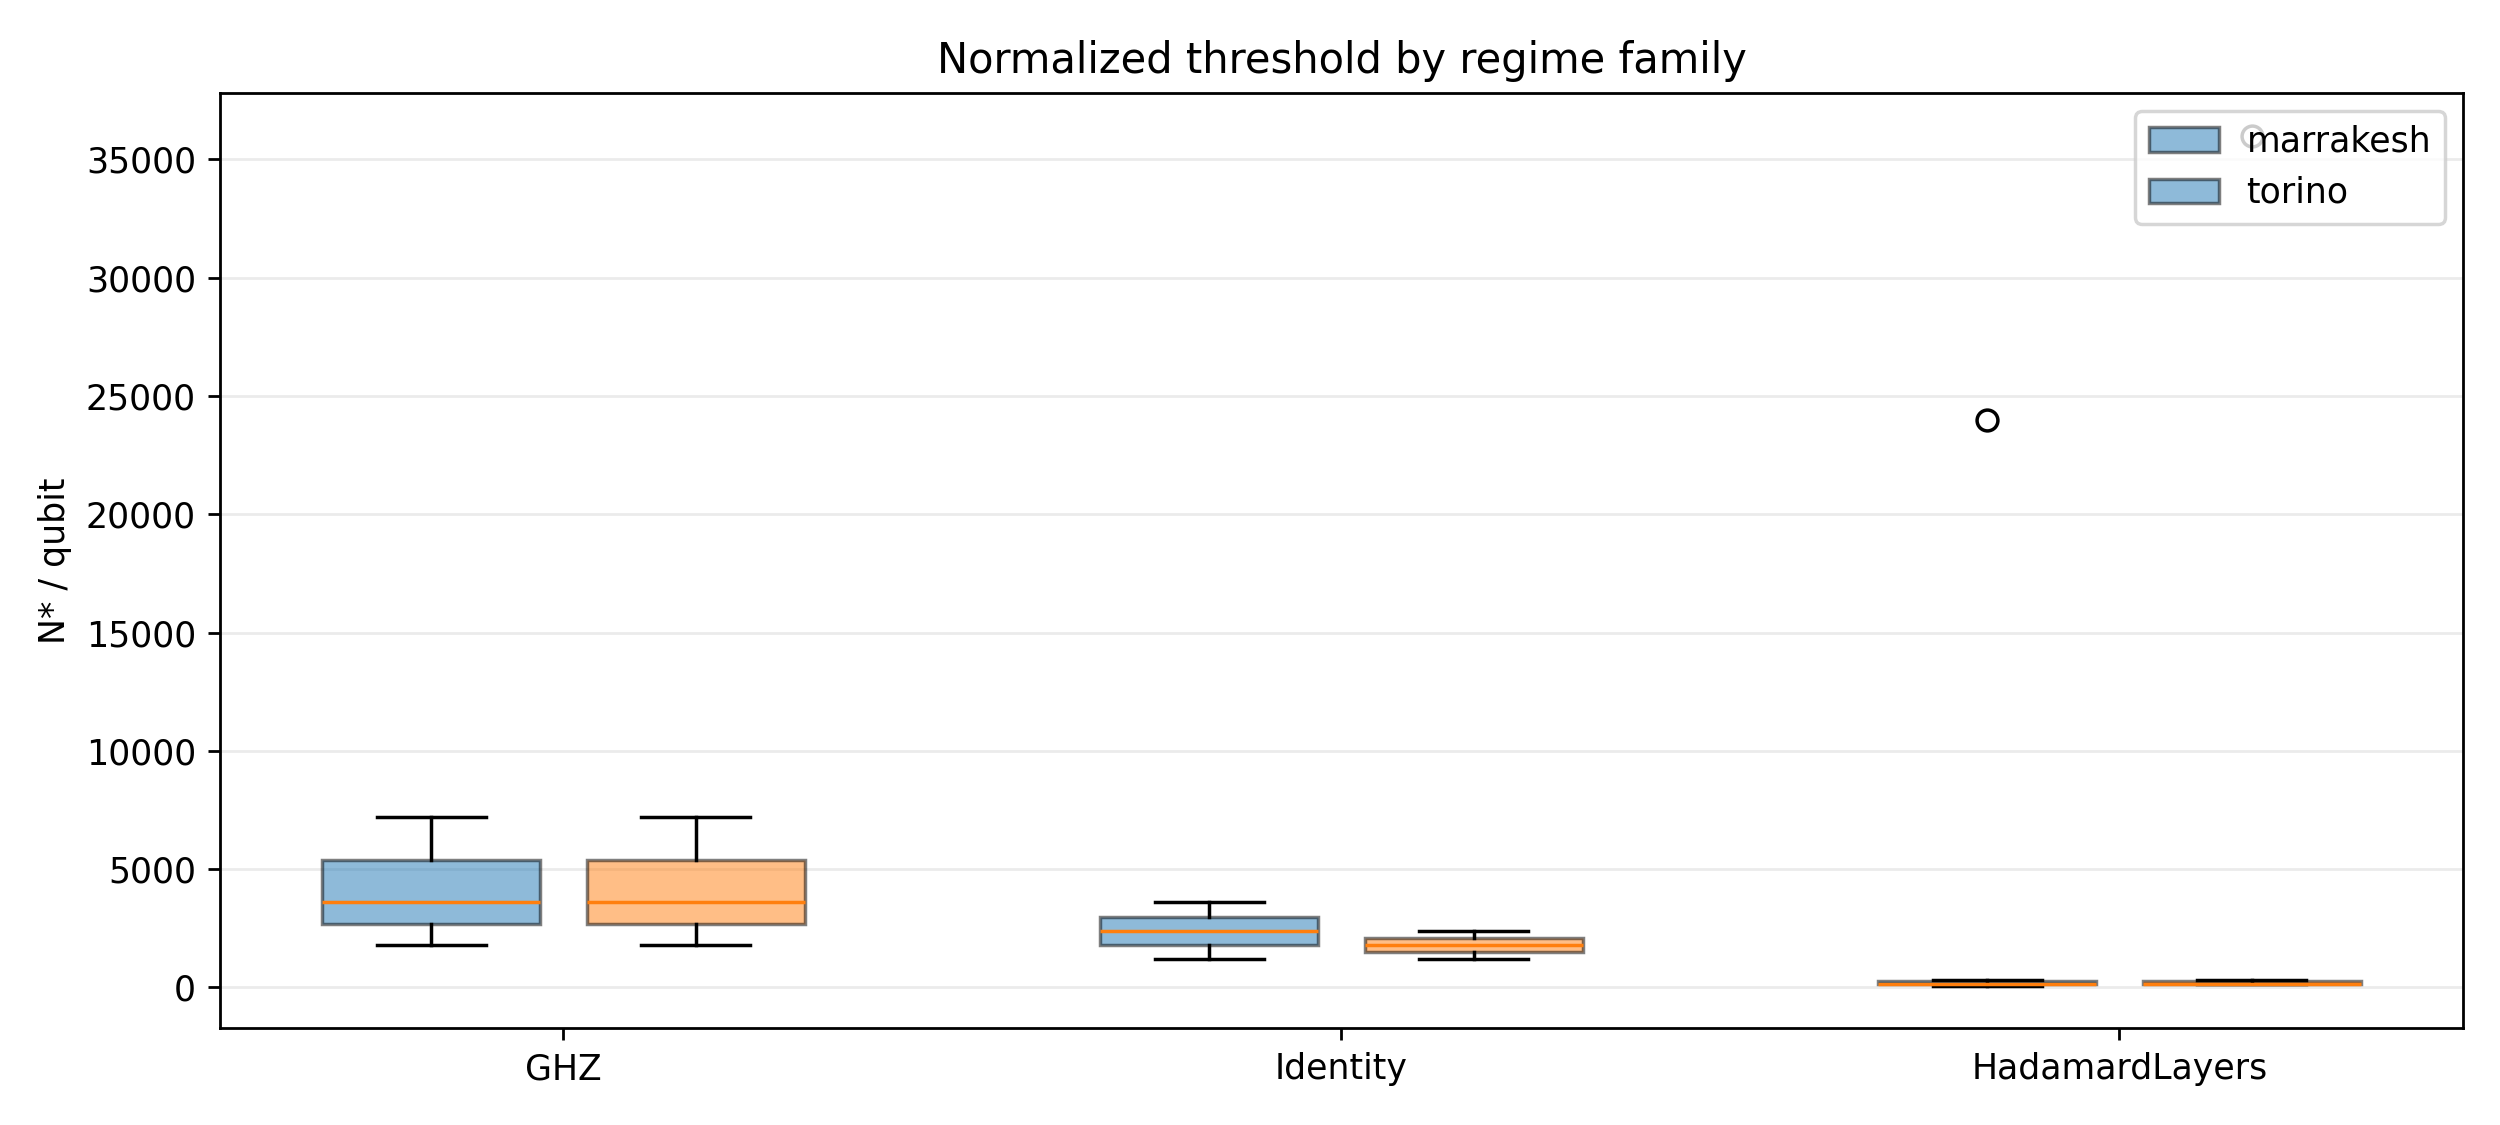 Normalized threshold by regime family
marrakesh
torino
N* / qubit
35000
30000
25000
20000
15000
10000
5000
0
GHZ
Identity
HadamardLayers